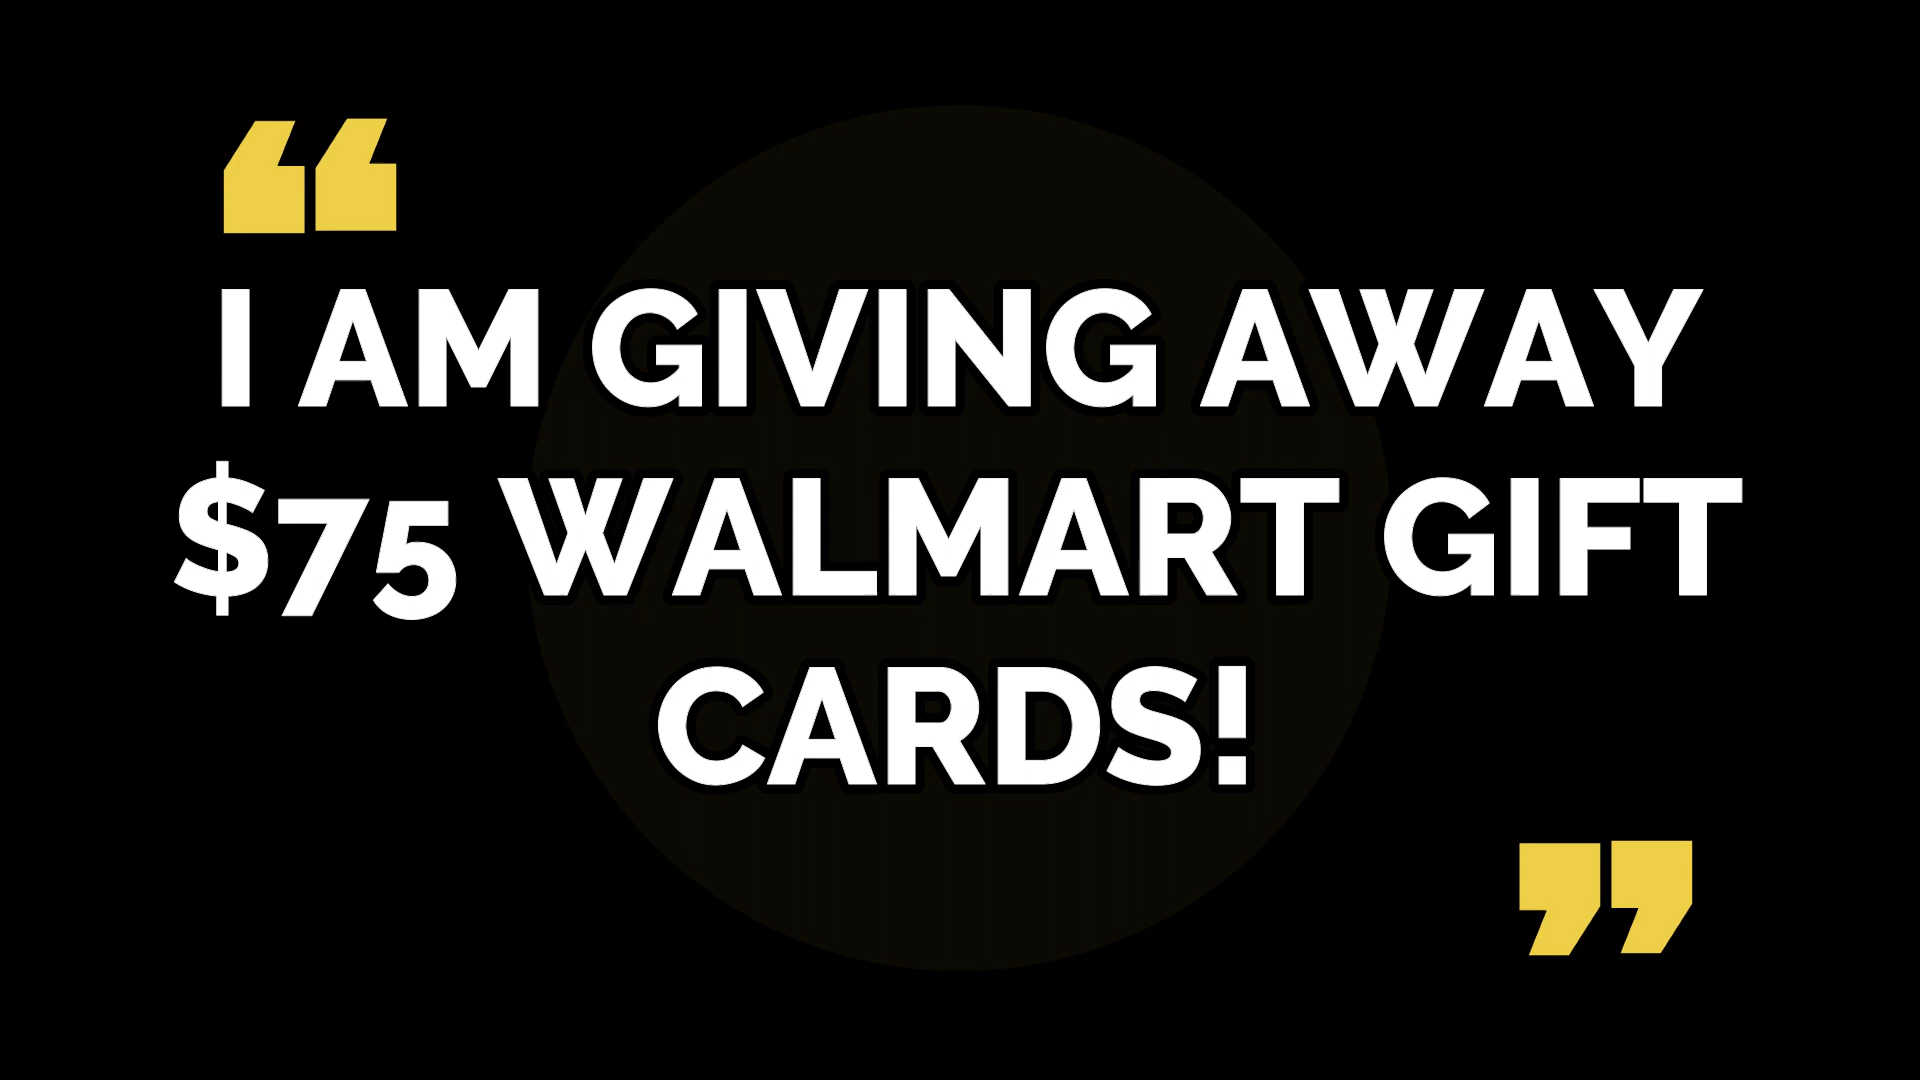 “
I AM GIVING AWAY
$75 WALMART GIFT
CARDS!
”